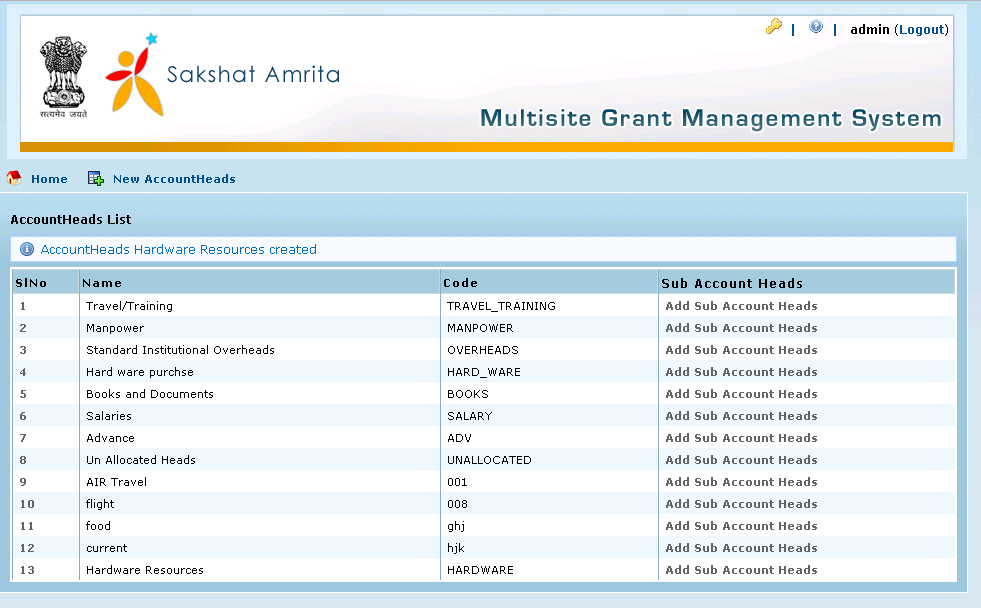 admin (Logout)
सत्यमेव जयते
Sakshat Amrita
Multisite Grant Management System
Home New AccountHeads
AccountHeads List
AccountHeads Hardware Resources created
SlNo Name Code Sub Account Heads
1 Travel/Training TRAVEL_TRAINING Add Sub Account Heads
2 Manpower MANPOWER Add Sub Account Heads
3 Standard Institutional Overheads OVERHEADS Add Sub Account Heads
4 Hard ware purchse HARD_WARE Add Sub Account Heads
5 Books and Documents BOOKS Add Sub Account Heads
6 Salaries SALARY Add Sub Account Heads
7 Advance ADV Add Sub Account Heads
8 Un Allocated Heads UNALLOCATED Add Sub Account Heads
9 AIR Travel 001 Add Sub Account Heads
10 flight 008 Add Sub Account Heads
11 food ghj Add Sub Account Heads
12 current hjk Add Sub Account Heads
13 Hardware Resources HARDWARE Add Sub Account Heads